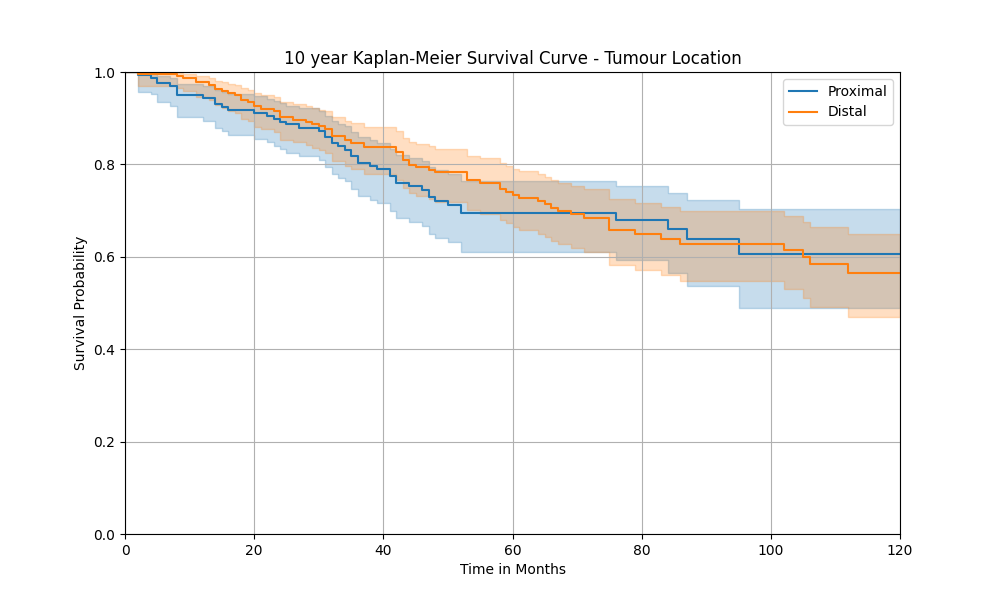 10 year Kaplan-Meier Survival Curve - Tumour Location
Proximal
Distal
Survival Probability
1.0
0.8
0.6
0.4
0.2
0.0
0 20 40 60 80 100 120
Time in Months